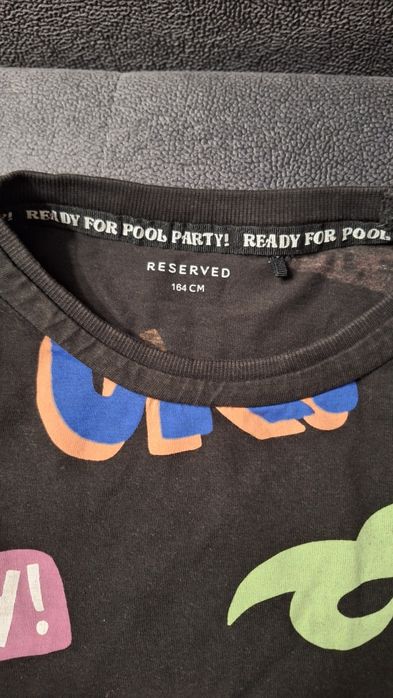 ! READY FOR POOL PARTY! READY FOR POOL
RESERVED
164 CM
Y!